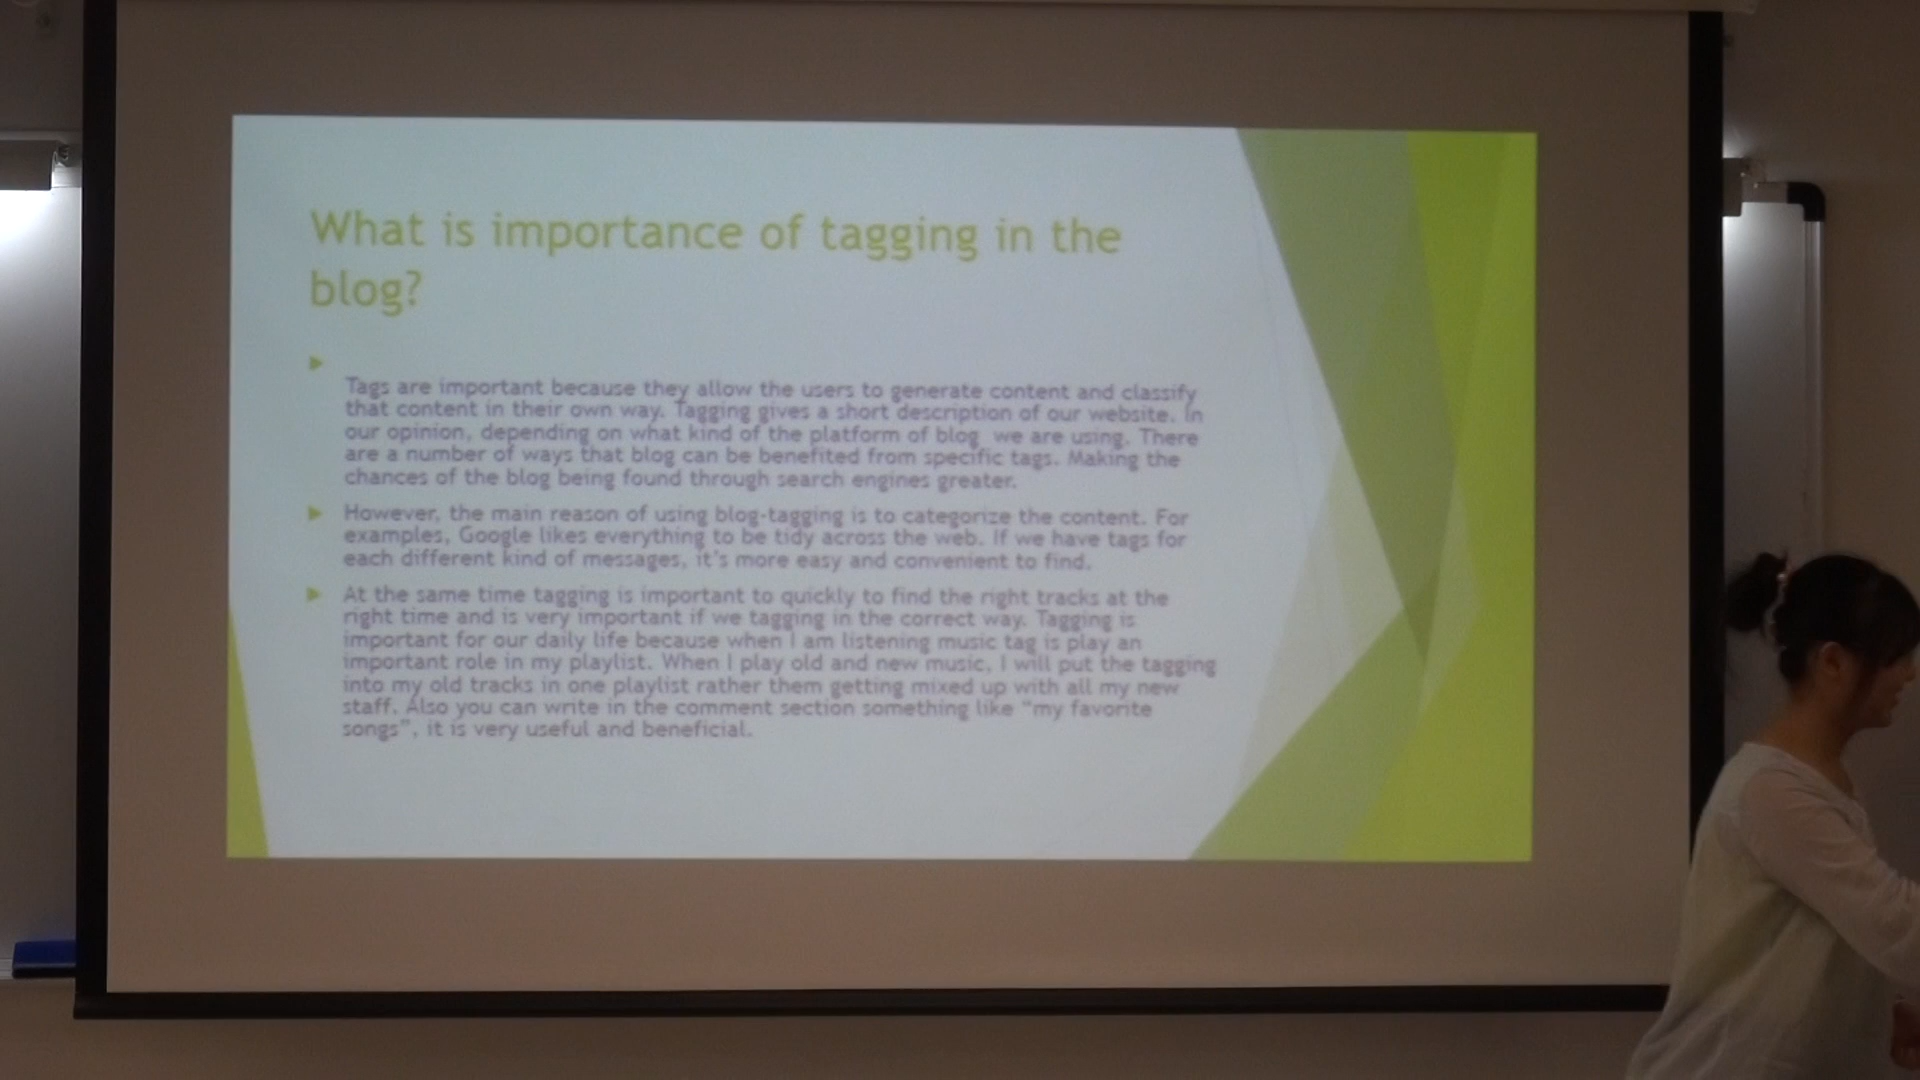 What is importance of tagging in the
blog?
Tags are important because they allow the users to generate content and classify
that content in their own way. Tagging gives a short description of our website. In
our opinion, depending on what kind of the platform of blog we are using. There
are a number of ways that blog can be benefited from specific tags. Making the
chances of the blog being found through search engines greater.
However, the main reason of using blog-tagging is to categorize the content. For
examples, Google likes everything to be tidy across the web. If we have tags for
each different kind of messages, it's more easy and convenient to find.
At the same time tagging is important to quickly to find the right tracks at the
right time and is very important if we tagging in the correct way. Tagging is
important for our daily life because when I am listening music tag is play an
important role in my playlist. When I play old and new music, I will put the tagging
into my old tracks in one playlist rather them getting mixed up with all my new
staff. Also you can write in the comment section something like "my favorite
songs", it is very useful and beneficial.